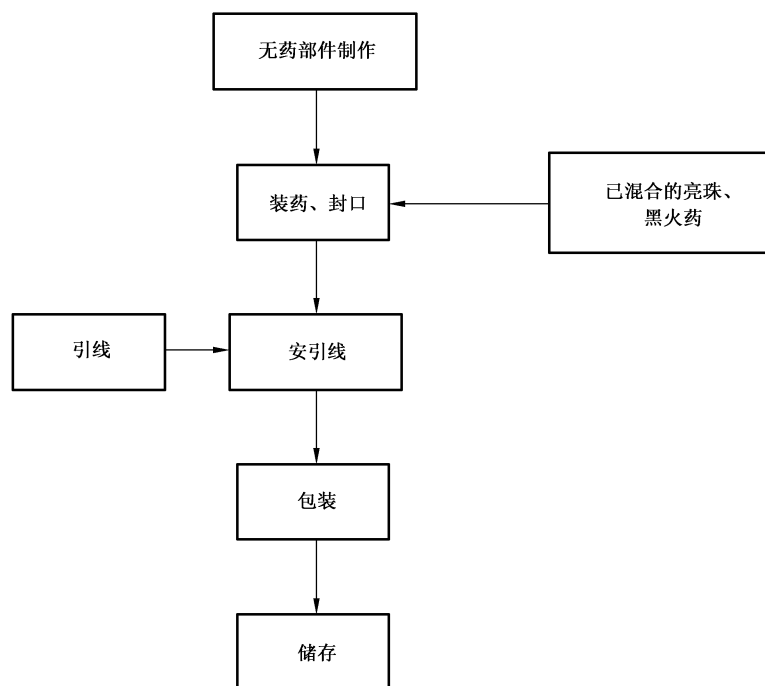 无药部件制作
装药、封口
已混合的亮珠、
黑火药
引线
安引线
包装
储存